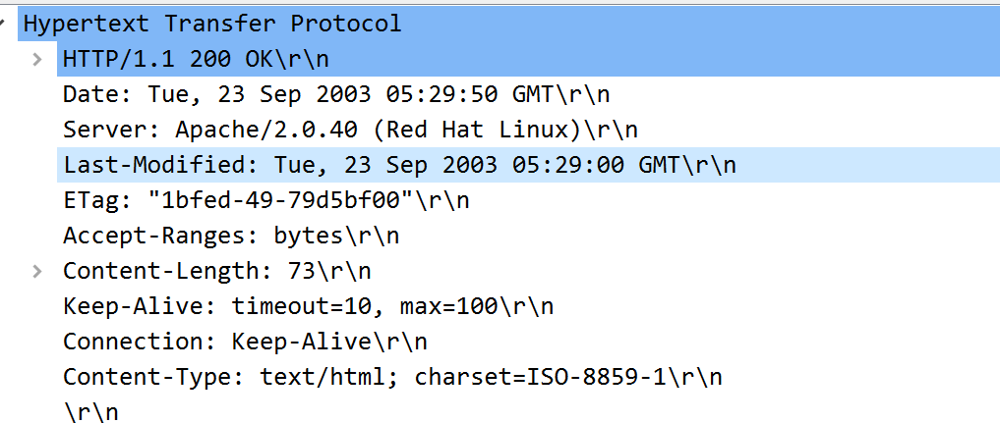 Hypertext Transfer Protocol
HTTP/1.1 200 OK\r\n
Date: Tue, 23 Sep 2003 05:29:50 GMT\r\n
Server: Apache/2.0.40 (Red Hat Linux)\r\n
Last-Modified: Tue, 23 Sep 2003 05:29:00 GMT\r\n
ETag: "1bfed-49-79d5bf00"\r\n
Accept-Ranges: bytes\r\n
Content-Length: 73\r\n
Keep-Alive: timeout=10, max=100\r\n
Connection: Keep-Alive\r\n
Content-Type: text/html; charset=ISO-8859-1\r\n
\r\n